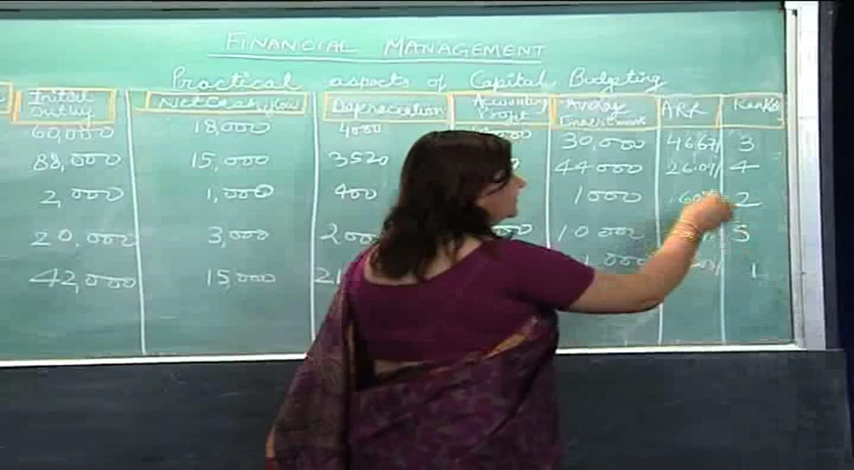 FINANCIAL MANAGEMENT
Practical aspects of Capital Budgeting
Initial Outlay Net Cash flow Depreciation Accounting Profit Average Investment ARR Ranks
60,000 18,000 4000 30,000 46.67% 3
88,000 15,000 3520 44000 26.09% 4
2,000 1,000 400 1000 2
20,000 3,000 2000 10000 5
42,000 15,000 1